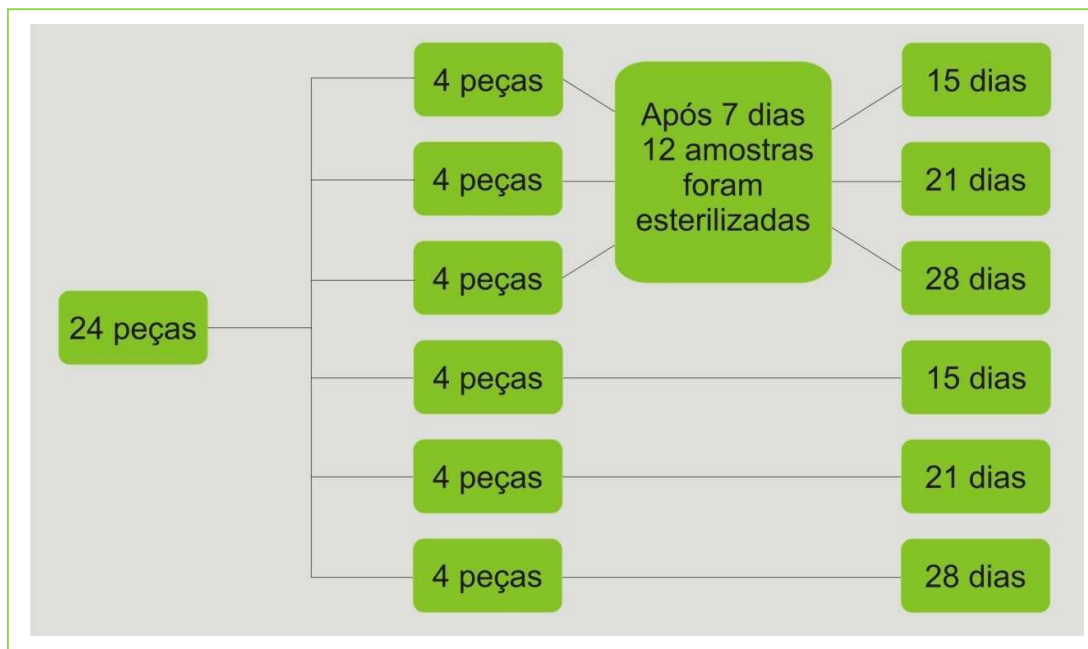 24 peças
4 peças
4 peças
4 peças
4 peças
4 peças
4 peças
Após 7 dias
12 amostras
foram
esterilizadas
15 dias
21 dias
28 dias
15 dias
21 dias
28 dias